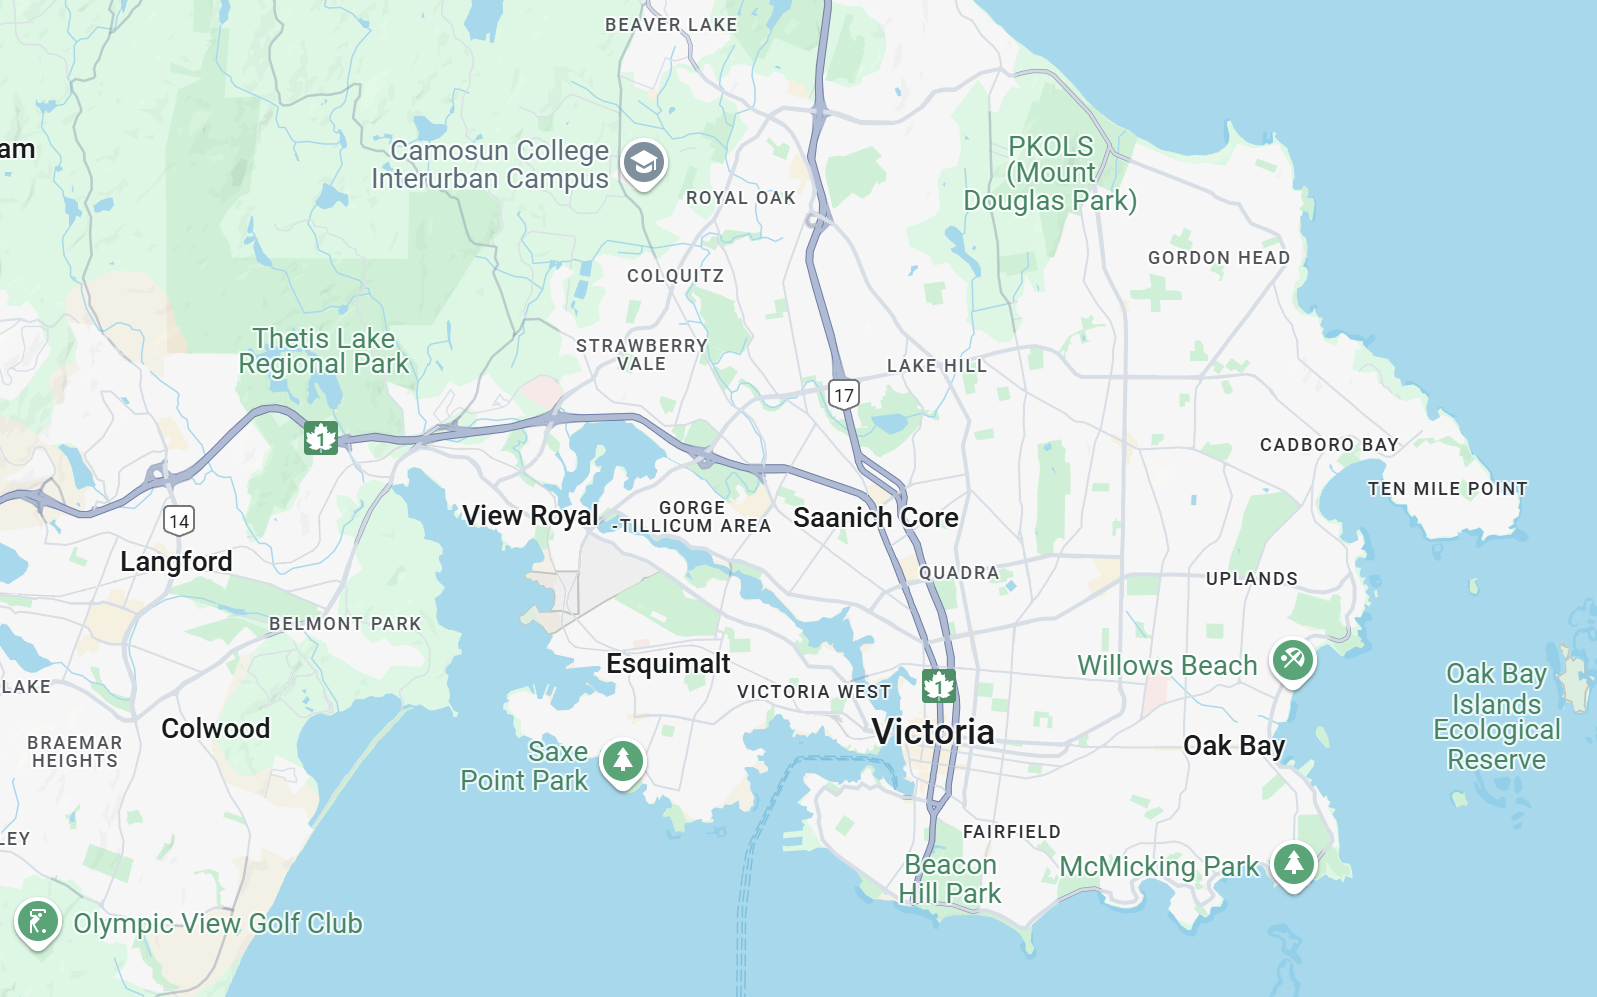 BEAVER LAKE
am
Camosun College
Interurban Campus
PKOLS
(Mount
Douglas Park)
ROYAL OAK
GORDON HEAD
COLQUITZ
Thetis Lake
Regional Park
STRAWBERRY
VALE
LAKE HILL
17
1
CADBORO BAY
TEN MILE POINT
14
View Royal
GORGE
-TILLICUM AREA
Saanich Core
Langford
QUADRA
UPLANDS
BELMONT PARK
Esquimalt
Willows Beach
Oak Bay
Islands
Ecological
Reserve
LAKE
VICTORIA WEST
1
Colwood
Victoria
Oak Bay
BRAEMAR
HEIGHTS
Saxe
Point Park
LEY
FAIRFIELD
Beacon
Hill Park
McMicking Park
Olympic View Golf Club